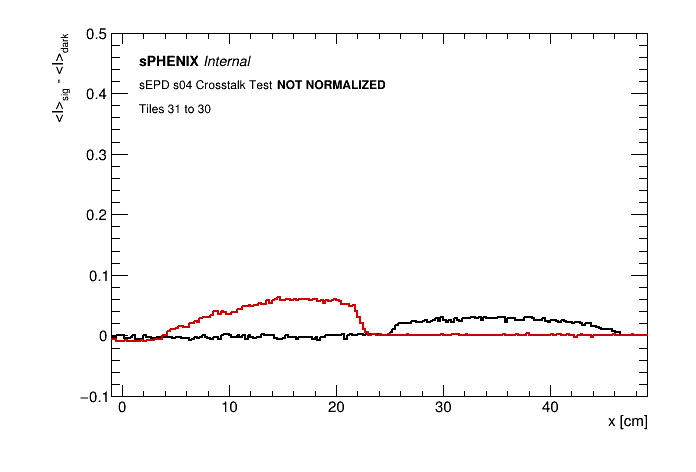 <I>sig - <I>dark
0.5
sPHENIX Internal
sEPD s04 Crosstalk Test NOT NORMALIZED
0.4
Tiles 31 to 30
0.3
0.2
0.1
0
−0.1
0 10 20 30 40
x [cm]